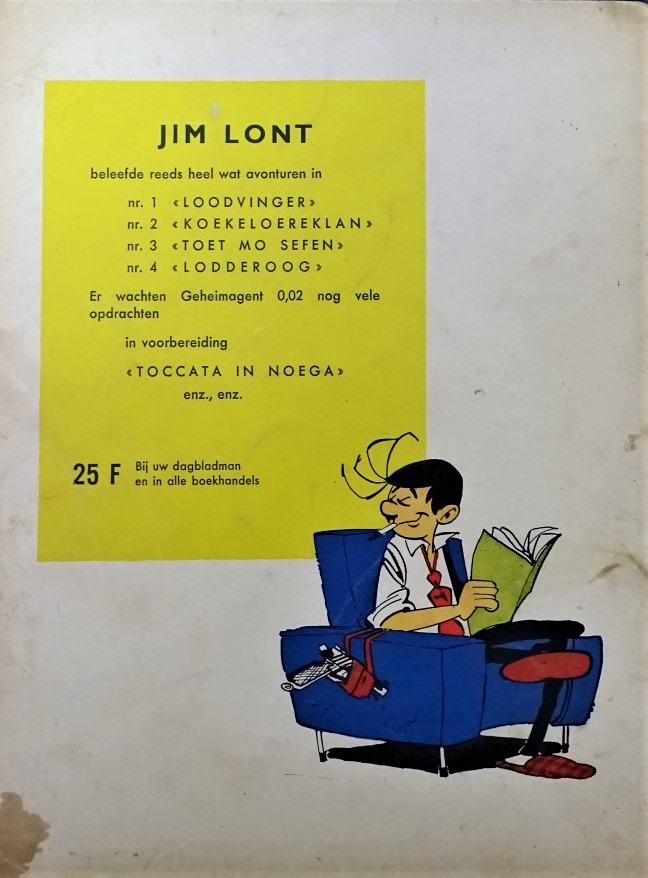 JIM LONT
beleefde reeds heel wat avonturen in
nr. 1 «LOODVINGER»
nr. 2 «KOEKELOEREKLAN»
nr. 3 «TOET MO SEFEN»
nr. 4 «LODDEROOG»
Er wachten Geheimagent 0,02 nog vele
opdrachten
in voorbereiding
«TOCCATA IN NOEGA»
enz., enz.
25 F Bij uw dagbladman
en in alle boekhandels